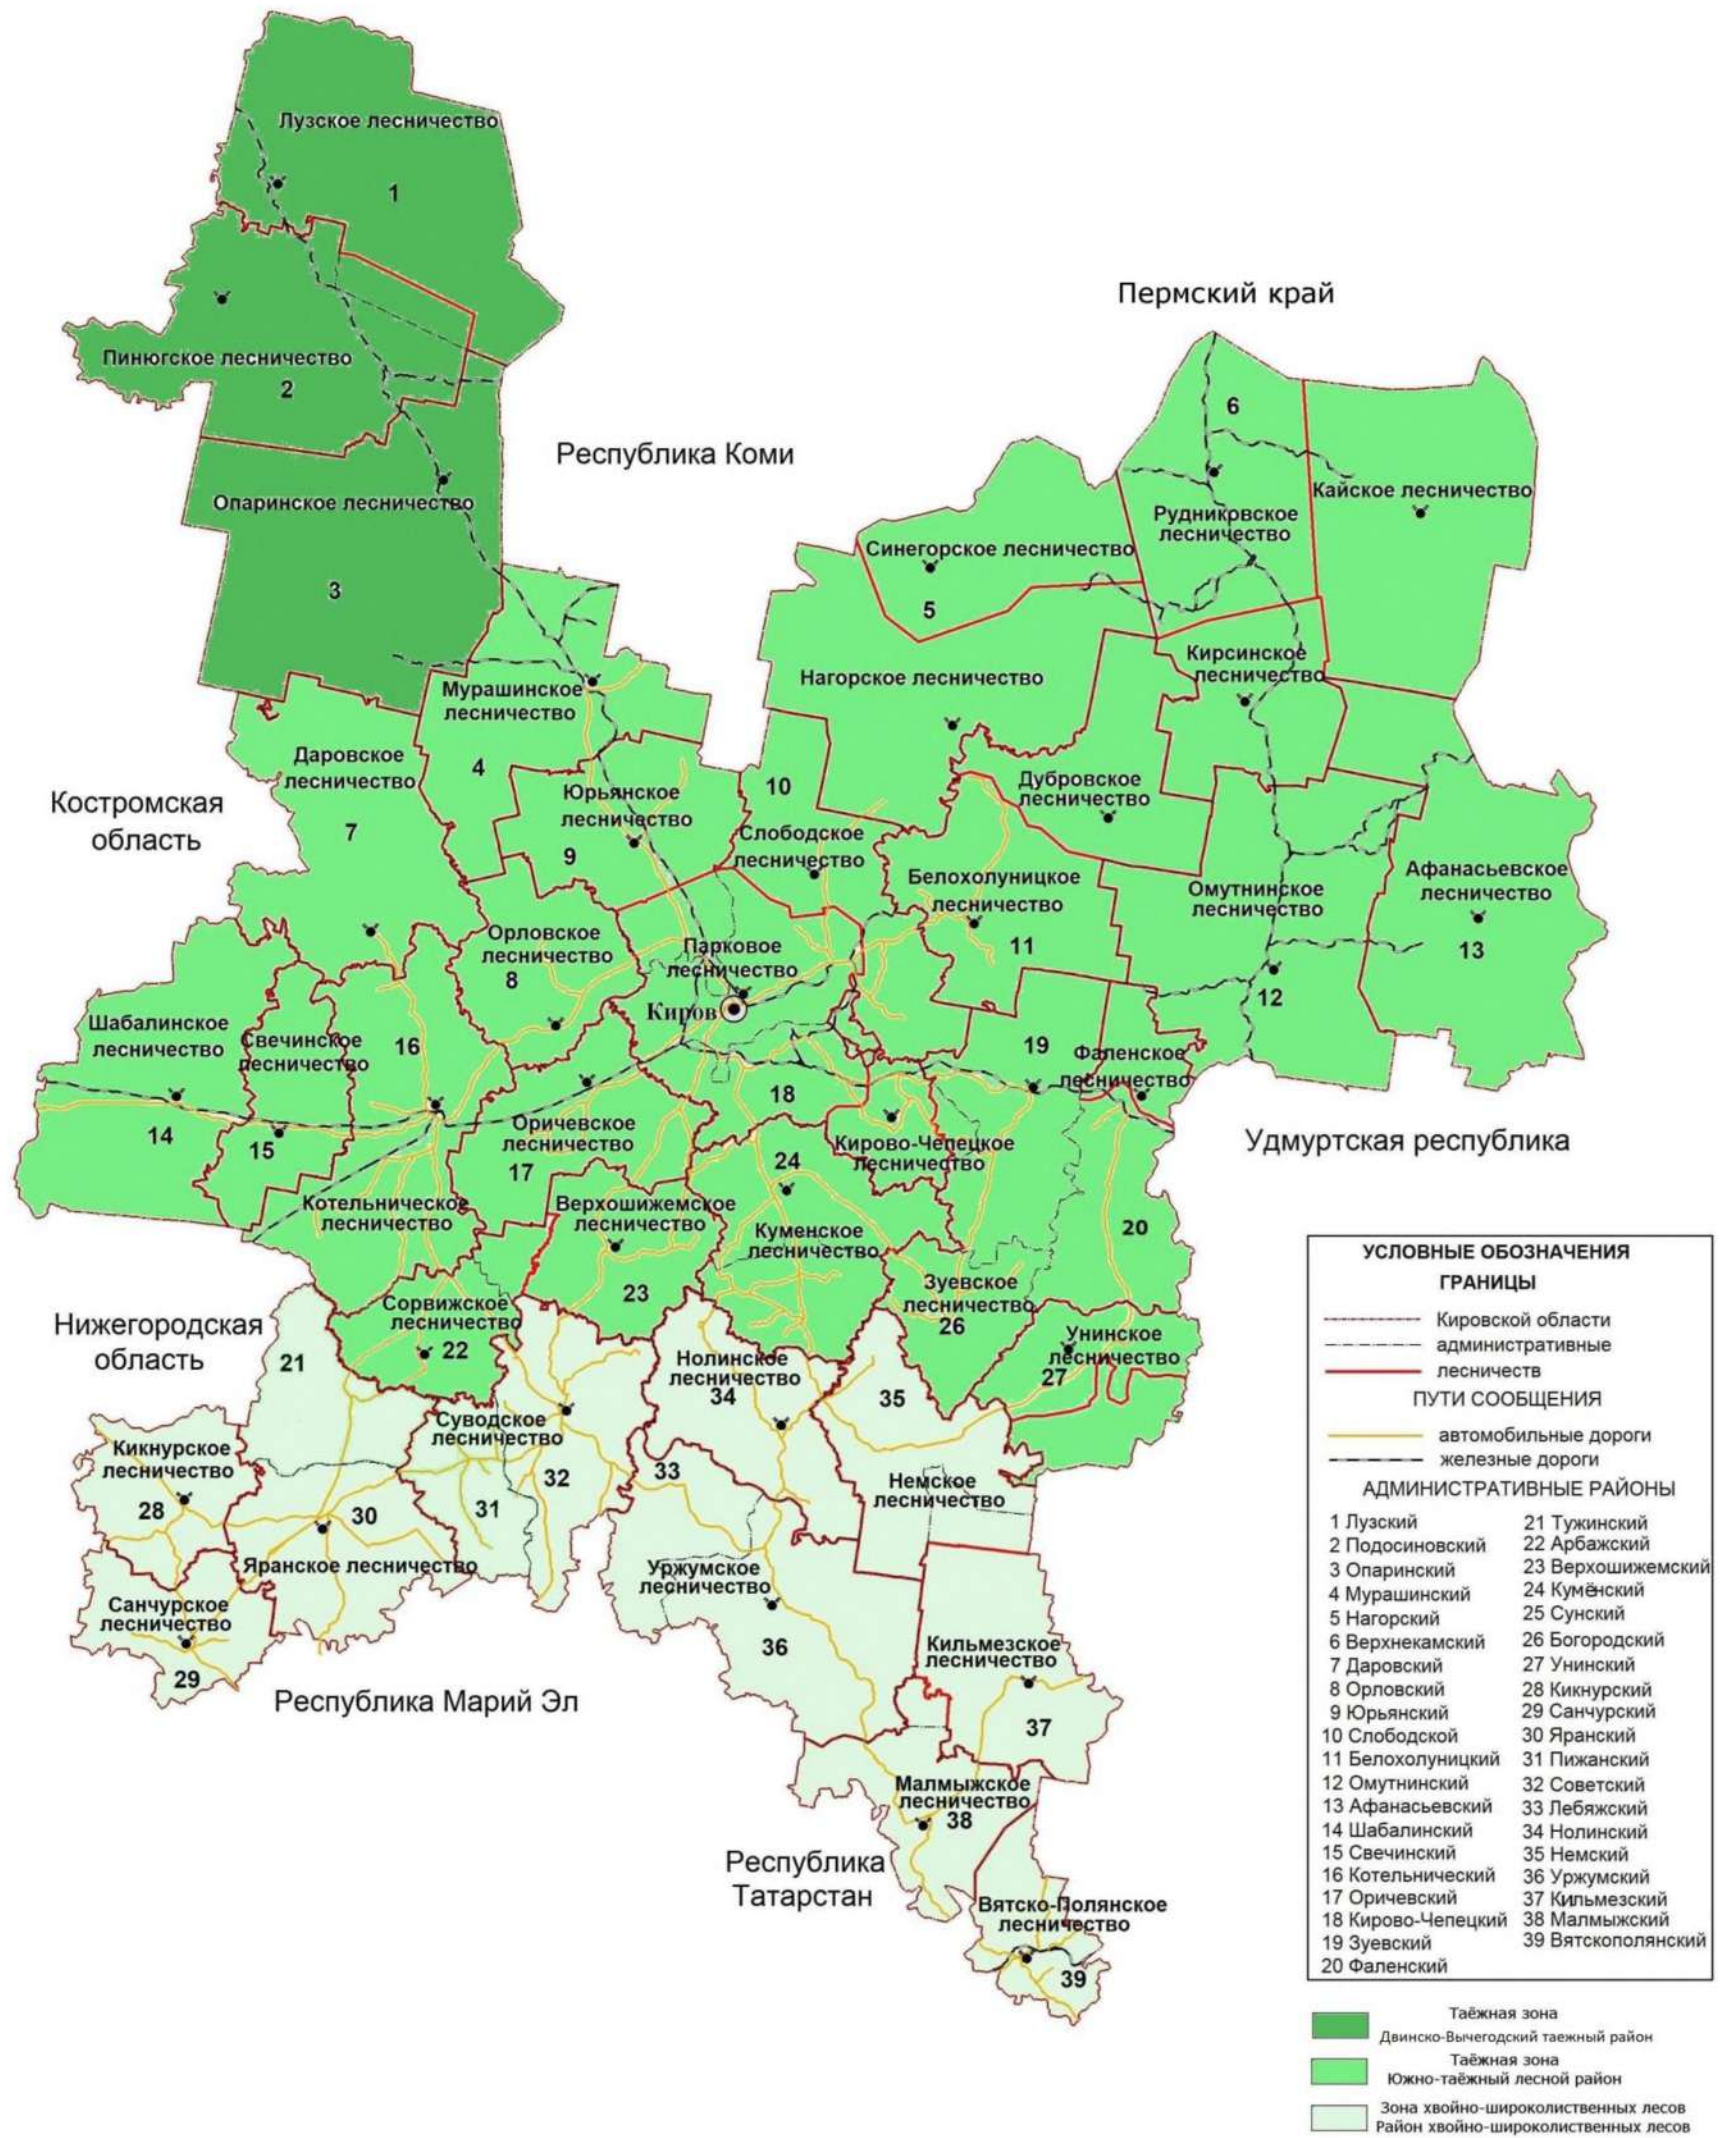 Лузское лесничество
1
Пермский край
Пинюгское лесничество
2
6
Республика Коми
Кайское лесничество
Опаринское лесничество
Рудниковское
лесничество
Синегорское лесничество
3
5
Кирсинское
лесничество
Нагорское лесничество
Мурашинское
лесничество
Даровское
лесничество
4
10
Дубровское
лесничество
Юрьянское
лесничество
Костромская
область
7
Слободское
лесничество
9
Белохолуницкое
лесничество
Омутнинское
лесничество
Афанасьевское
лесничество
Орловское
лесничество
Парковое
лесничество
11
13
8
12
Киров
Шабалинское
лесничество
Свечинское
лесничество
16
19
Фаленское
лесничество
18
14
15
Оричевское
лесничество
17
Кирово-Чепецкое
лесничество
24
Удмуртская республика
Котельническое
лесничество
Верхошижемское
лесничество
Куменское
лесничество
20
23
Зуевское
лесничество
26
Сорвижское
лесничество
22
Нижегородская
область
21
Унинское
лесничество
27
Нолинское
лесничество
34
35
Кикнурское
лесничество
28
Суводское
лесничество
32
33
31
30
Немское
лесничество
Яранское лесничество
Уржумское
лесничество
Санчурское
лесничество
29
36
Кильмезское
лесничество
Республика Марий Эл
37
Малмыжское
лесничество
38
Республика
Татарстан
Вятско-Полянское
лесничество
39
УСЛОВНЫЕ ОБОЗНАЧЕНИЯ
ГРАНИЦЫ
Кировской области
административные
лесничеств
ПУТИ СООБЩЕНИЯ
автомобильные дороги
железные дороги
АДМИНИСТРАТИВНЫЕ РАЙОНЫ
1 Лузский
2 Подосиновский
3 Опаринский
4 Мурашинский
5 Нагорский
6 Верхнекамский
7 Даровский
8 Орловский
9 Юрьянский
10 Слободской
11 Белохолуницкий
12 Омутнинский
13 Афанасьевский
14 Шабалинский
15 Свечинский
16 Котельнический
17 Оричевский
18 Кирово-Чепецкий
19 Зуевский
20 Фаленский
21 Тужинский
22 Арбажский
23 Верхошижемский
24 Кумёнский
25 Сунский
26 Богородский
27 Унинский
28 Кикнурский
29 Санчурский
30 Яранский
31 Пижанский
32 Советский
33 Лебяжский
34 Нолинский
35 Немский
36 Уржумский
37 Кильмезский
38 Малмыжский
39 Вятскополянский
Таёжная зона
Двинско-Вычегодский таежный район
Таёжная зона
Южно-таёжный лесной район
Зона хвойно-широколиственных лесов
Район хвойно-широколиственных лесов